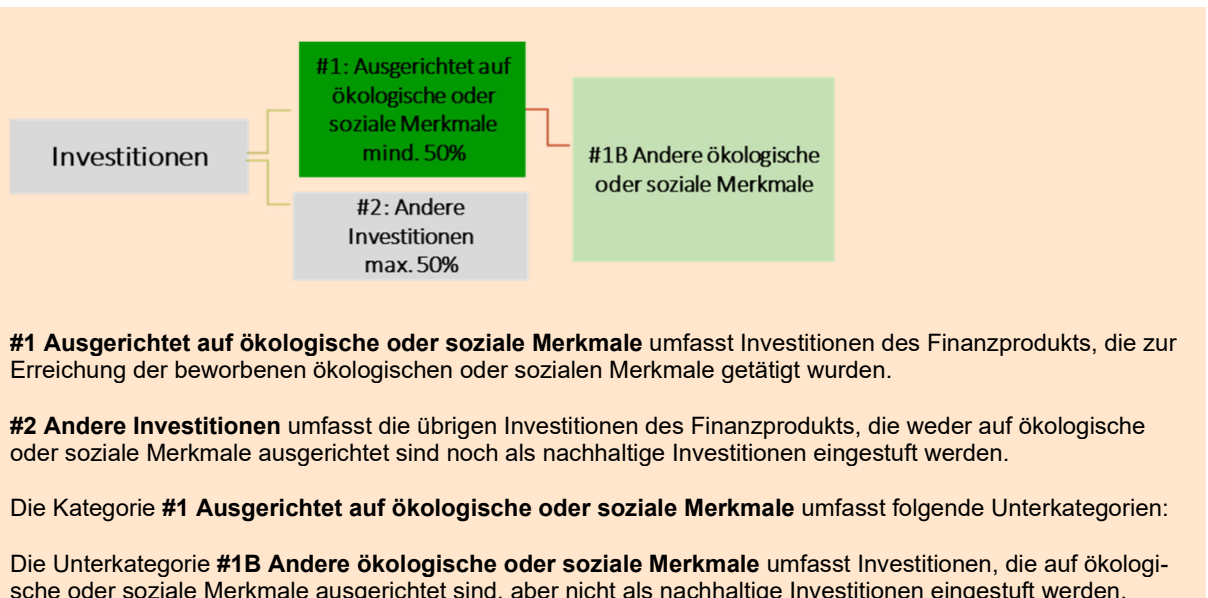 Investitionen
#1: Ausgerichtet auf
ökologische oder
soziale Merkmale
mind. 50%
#2: Andere
Investitionen
max. 50%
#1B Andere ökologische
oder soziale Merkmale
#1 Ausgerichtet auf ökologische oder soziale Merkmale umfasst Investitionen des Finanzprodukts, die zur
Erreichung der beworbenen ökologischen oder sozialen Merkmale getätigt wurden.
#2 Andere Investitionen umfasst die übrigen Investitionen des Finanzprodukts, die weder auf ökologische
oder soziale Merkmale ausgerichtet sind noch als nachhaltige Investitionen eingestuft werden.
Die Kategorie #1 Ausgerichtet auf ökologische oder soziale Merkmale umfasst folgende Unterkategorien:
Die Unterkategorie #1B Andere ökologische oder soziale Merkmale umfasst Investitionen, die auf ökologi-
sche oder soziale Merkmale ausgerichtet sind, aber nicht als nachhaltige Investitionen eingestuft werden.